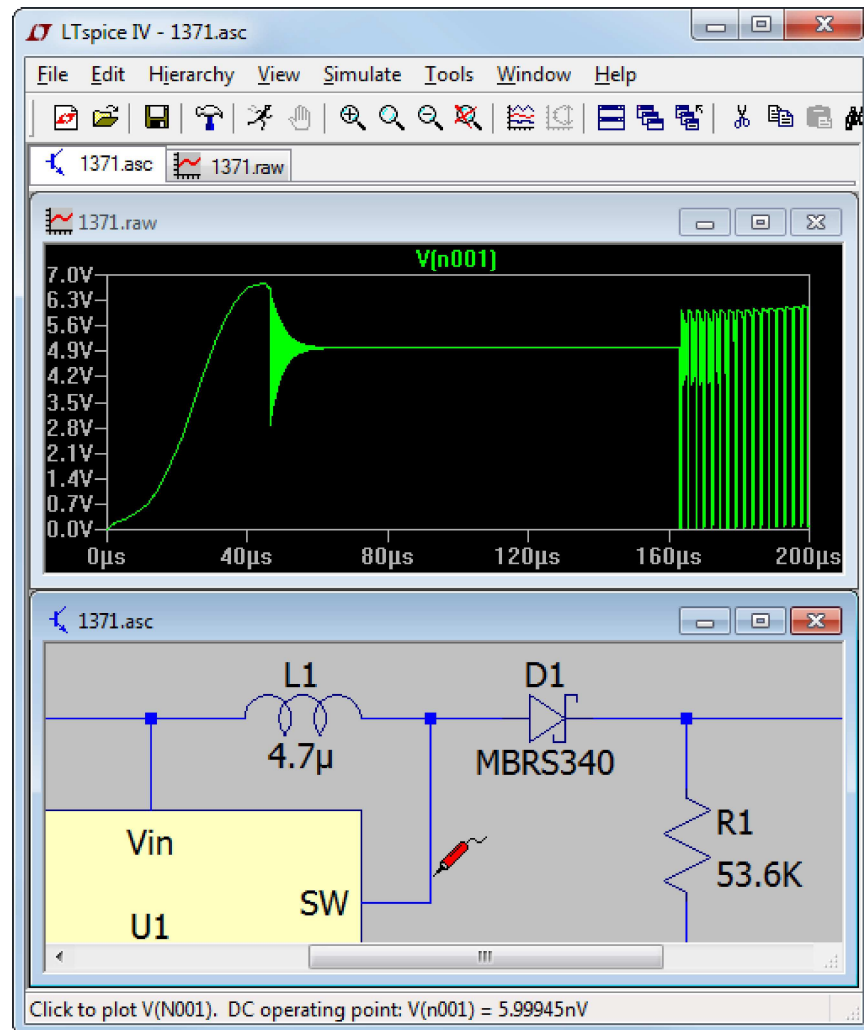 LTspice IV - 1371.asc
File Edit Hierarchy View Simulate Tools Window Help
1371.asc 1371.raw
1371.raw
V(n001)
7.0V
6.3V
5.6V
4.9V
4.2V
3.5V
2.8V
2.1V
1.4V
0.7V
0.0V
0µs 40µs 80µs 120µs 160µs 200µs
1371.asc
L1 D1
4.7µ MBRS340
R1
Vin
53.6K
SW
U1
Click to plot V(N001). DC operating point: V(n001) = 5.99945nV